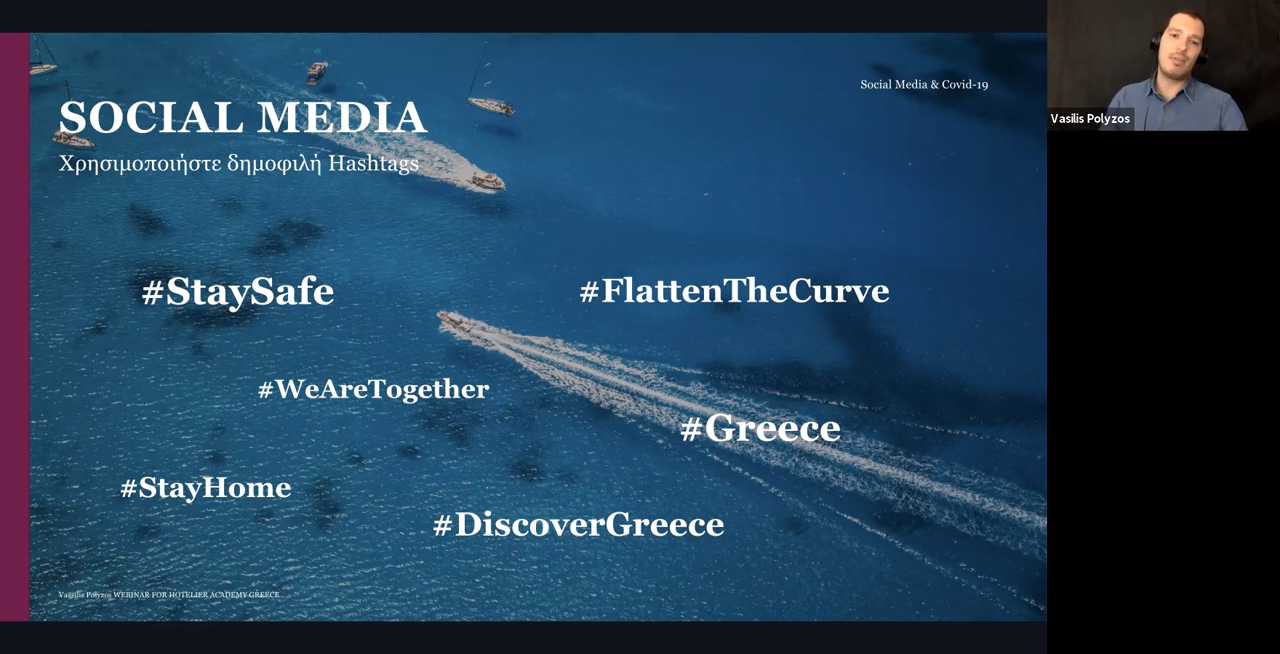 Social Media & Covid-19
SOCIAL MEDIA
Χρησιμοποιήστε δημοφιλή Hashtags
#StaySafe
#FlattenTheCurve
#WeAreTogether
#Greece
#StayHome
#DiscoverGreece
Vassilis Polyzos WEBINAR FOR HOTELIER ACADEMY GREECE
Vasilis Polyzos